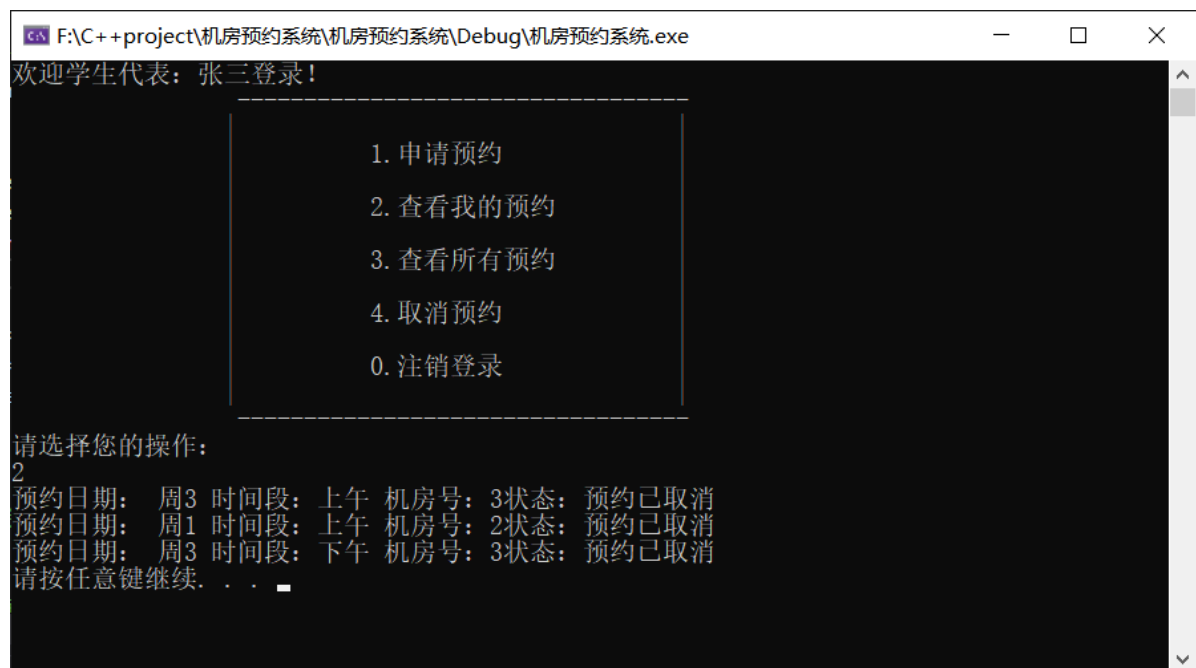 F:\C++project\机房预约系统\机房预约系统\Debug\机房预约系统.exe
欢迎学生代表：张三登录！
1.申请预约
2.查看我的预约
3.查看所有预约
4.取消预约
0.注销登录
请选择您的操作：
2
预约日期： 周3 时间段：上午 机房号：3状态：预约已取消
预约日期： 周1 时间段：上午 机房号：2状态：预约已取消
预约日期： 周3 时间段：下午 机房号：3状态：预约已取消
请按任意键继续. . .